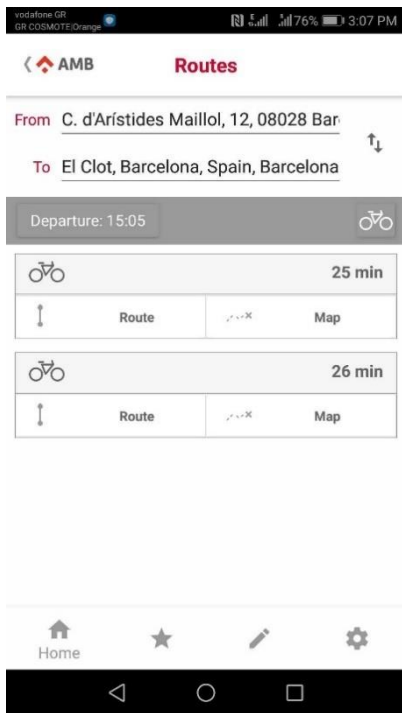 vodafone GR
GR COSMOTE|Orange 76% 3:07 PM
AMB Routes
From C. d'Arístides Maillol, 12, 08028 Bar
To El Clot, Barcelona, Spain, Barcelona
Departure: 15:05
25 min
Route Map
26 min
Route Map
Home